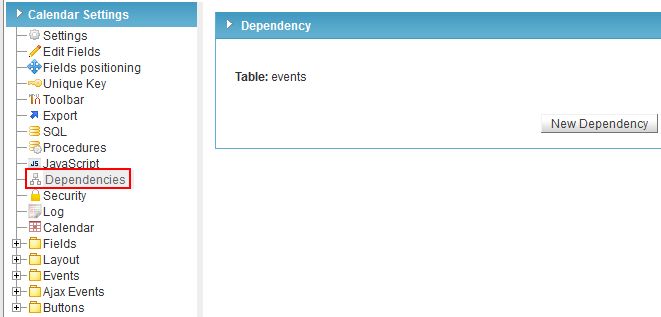 Calendar Settings
Settings
Edit Fields
Fields positioning
Unique Key
Toolbar
Export
SQL
Procedures
JS JavaScript
Dependencies
Security
Log
Calendar
Fields
Layout
Events
Ajax Events
Buttons
Dependency
Table: events
New Dependency